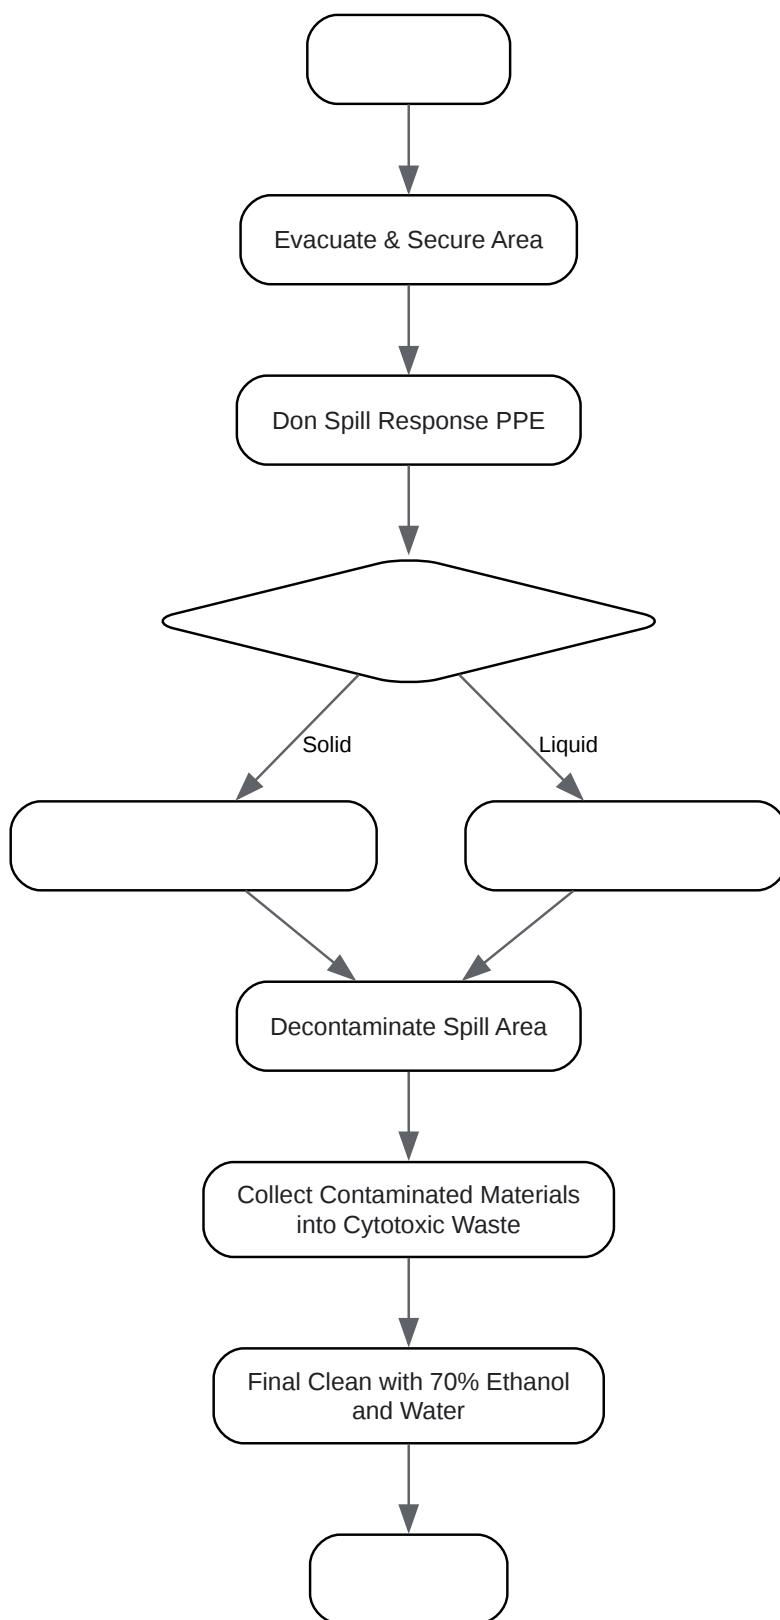 Evacuate & Secure Area
Don Spill Response PPE
Solid
Liquid
Decontaminate Spill Area
Collect Contaminated Materials
into Cytotoxic Waste
Final Clean with 70% Ethanol
and Water